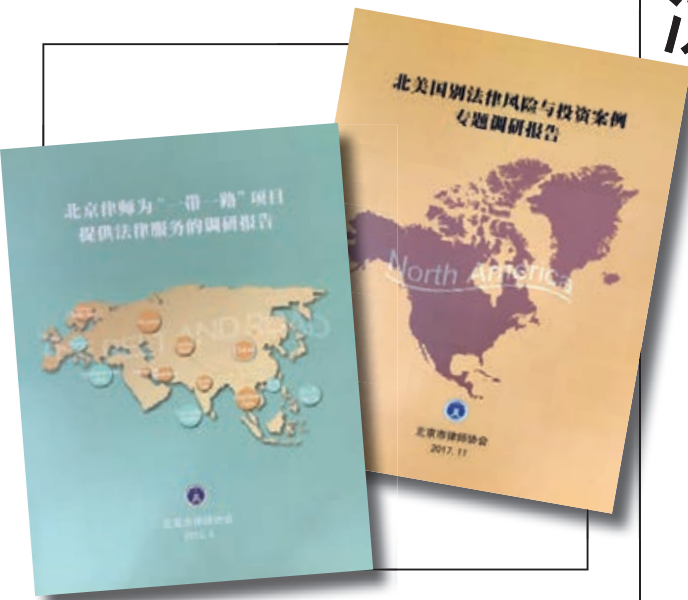 北京律师为“一带一路”项目
提供法律服务的调研报告
BELT AND ROAD
北京市律师协会
北美国别法律风险与投资案例
专题调研报告
North America
北京市律师协会
2017. 11